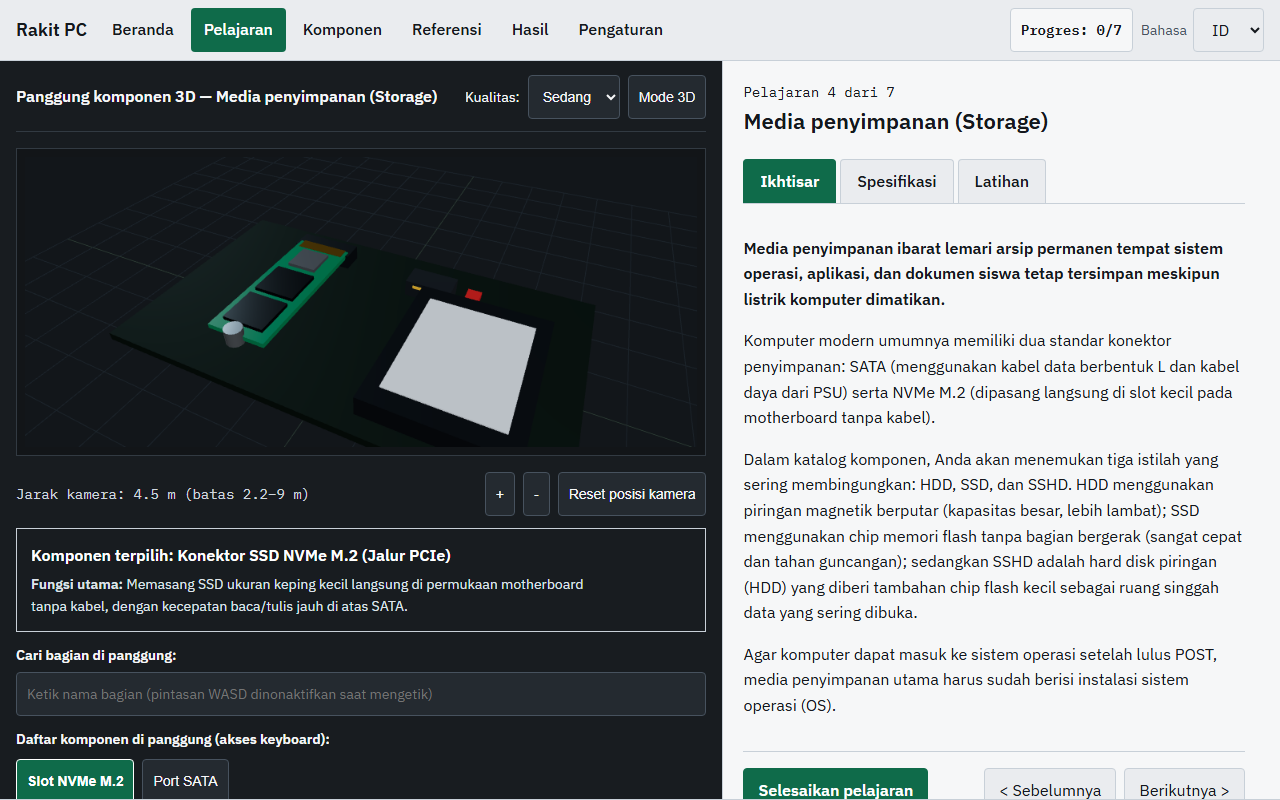 Rakit PC
Beranda
Pelajaran
Komponen
Referensi
Hasil
Pengaturan
Progres: 0/7
Bahasa
ID
Panggung komponen 3D — Media penyimpanan (Storage)
Kualitas:
Sedang
Mode 3D
Jarak kamera: 4.5 m (batas 2.2–9 m)
+
-
Reset posisi kamera
Komponen terpilih: Konektor SSD NVMe M.2 (Jalur PCIe)
Fungsi utama: Memasang SSD ukuran keping kecil langsung di permukaan motherboard
tanpa kabel, dengan kecepatan baca/tulis jauh di atas SATA.
Cari bagian di panggung:
Ketik nama bagian (pintasan WASD dinonaktifkan saat mengetik)
Daftar komponen di panggung (akses keyboard):
Slot NVMe M.2
Port SATA
Pelajaran 4 dari 7
Media penyimpanan (Storage)
Ikhtisar
Spesifikasi
Latihan
Media penyimpanan ibarat lemari arsip permanen tempat sistem
operasi, aplikasi, dan dokumen siswa tetap tersimpan meskipun
listrik komputer dimatikan.
Komputer modern umumnya memiliki dua standar konektor
penyimpanan: SATA (menggunakan kabel data berbentuk L dan kabel
daya dari PSU) serta NVMe M.2 (dipasang langsung di slot kecil pada
motherboard tanpa kabel).
Dalam katalog komponen, Anda akan menemukan tiga istilah yang
sering membingungkan: HDD, SSD, dan SSHD. HDD menggunakan
piringan magnetik berputar (kapasitas besar, lebih lambat); SSD
menggunakan chip memori flash tanpa bagian bergerak (sangat cepat
dan tahan guncangan); sedangkan SSHD adalah hard disk piringan
(HDD) yang diberi tambahan chip flash kecil sebagai ruang singgah
data yang sering dibuka.
Agar komputer dapat masuk ke sistem operasi setelah lulus POST,
media penyimpanan utama harus sudah berisi instalasi sistem
operasi (OS).
Selesaikan pelajaran
< Sebelumnya
Berikutnya >